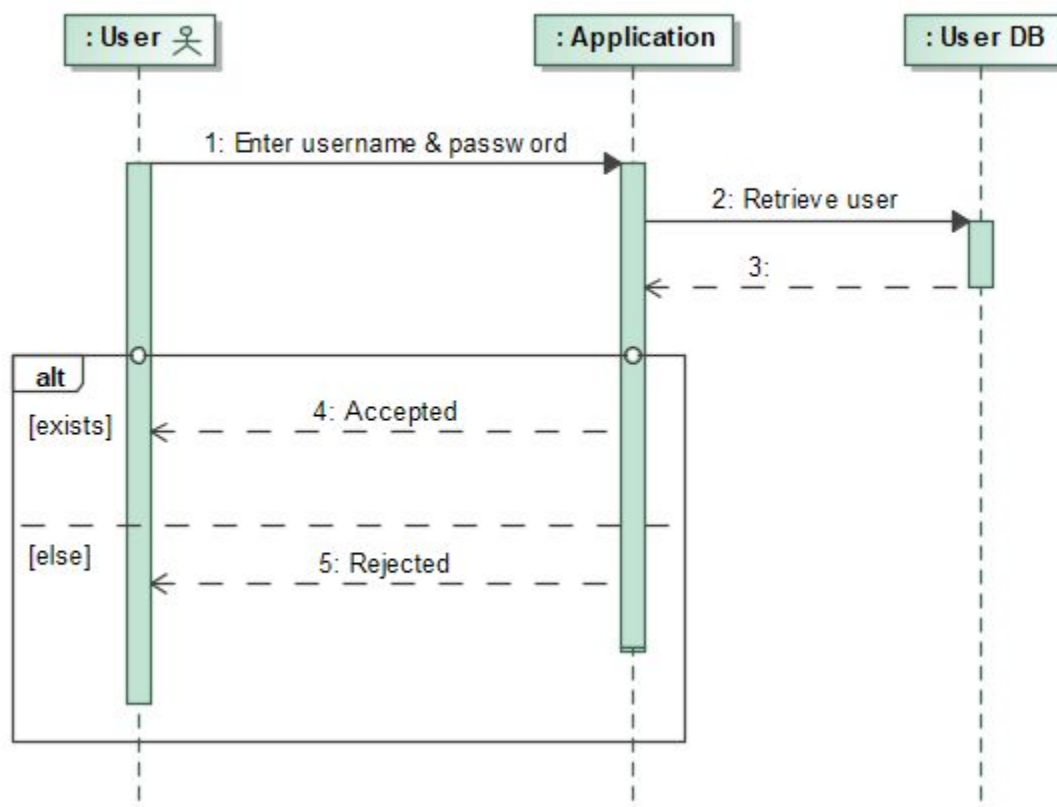 : User
: Application
: User DB
1: Enter username & password
2: Retrieve user
3:
alt
[exists]
4: Accepted
[else]
5: Rejected